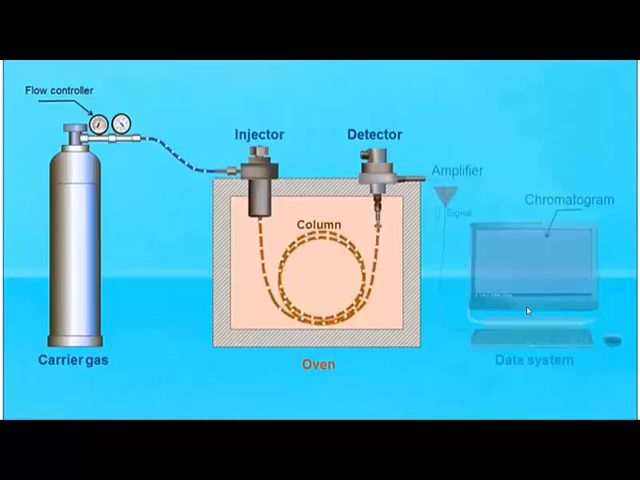 Flow controller
Injector
Detector
Amplifier
Signal
Chromatogram
Column
Carrier gas
Oven
Data system